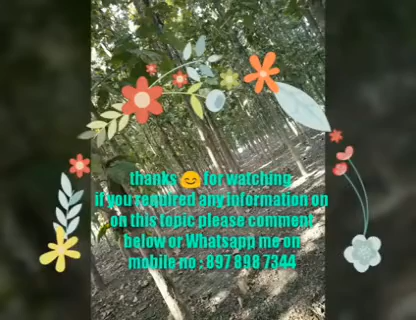 thanks 😊 for watching
if you required any information on
on this topic please comment
below or Whatsapp me on
mobile no : 897 898 7344